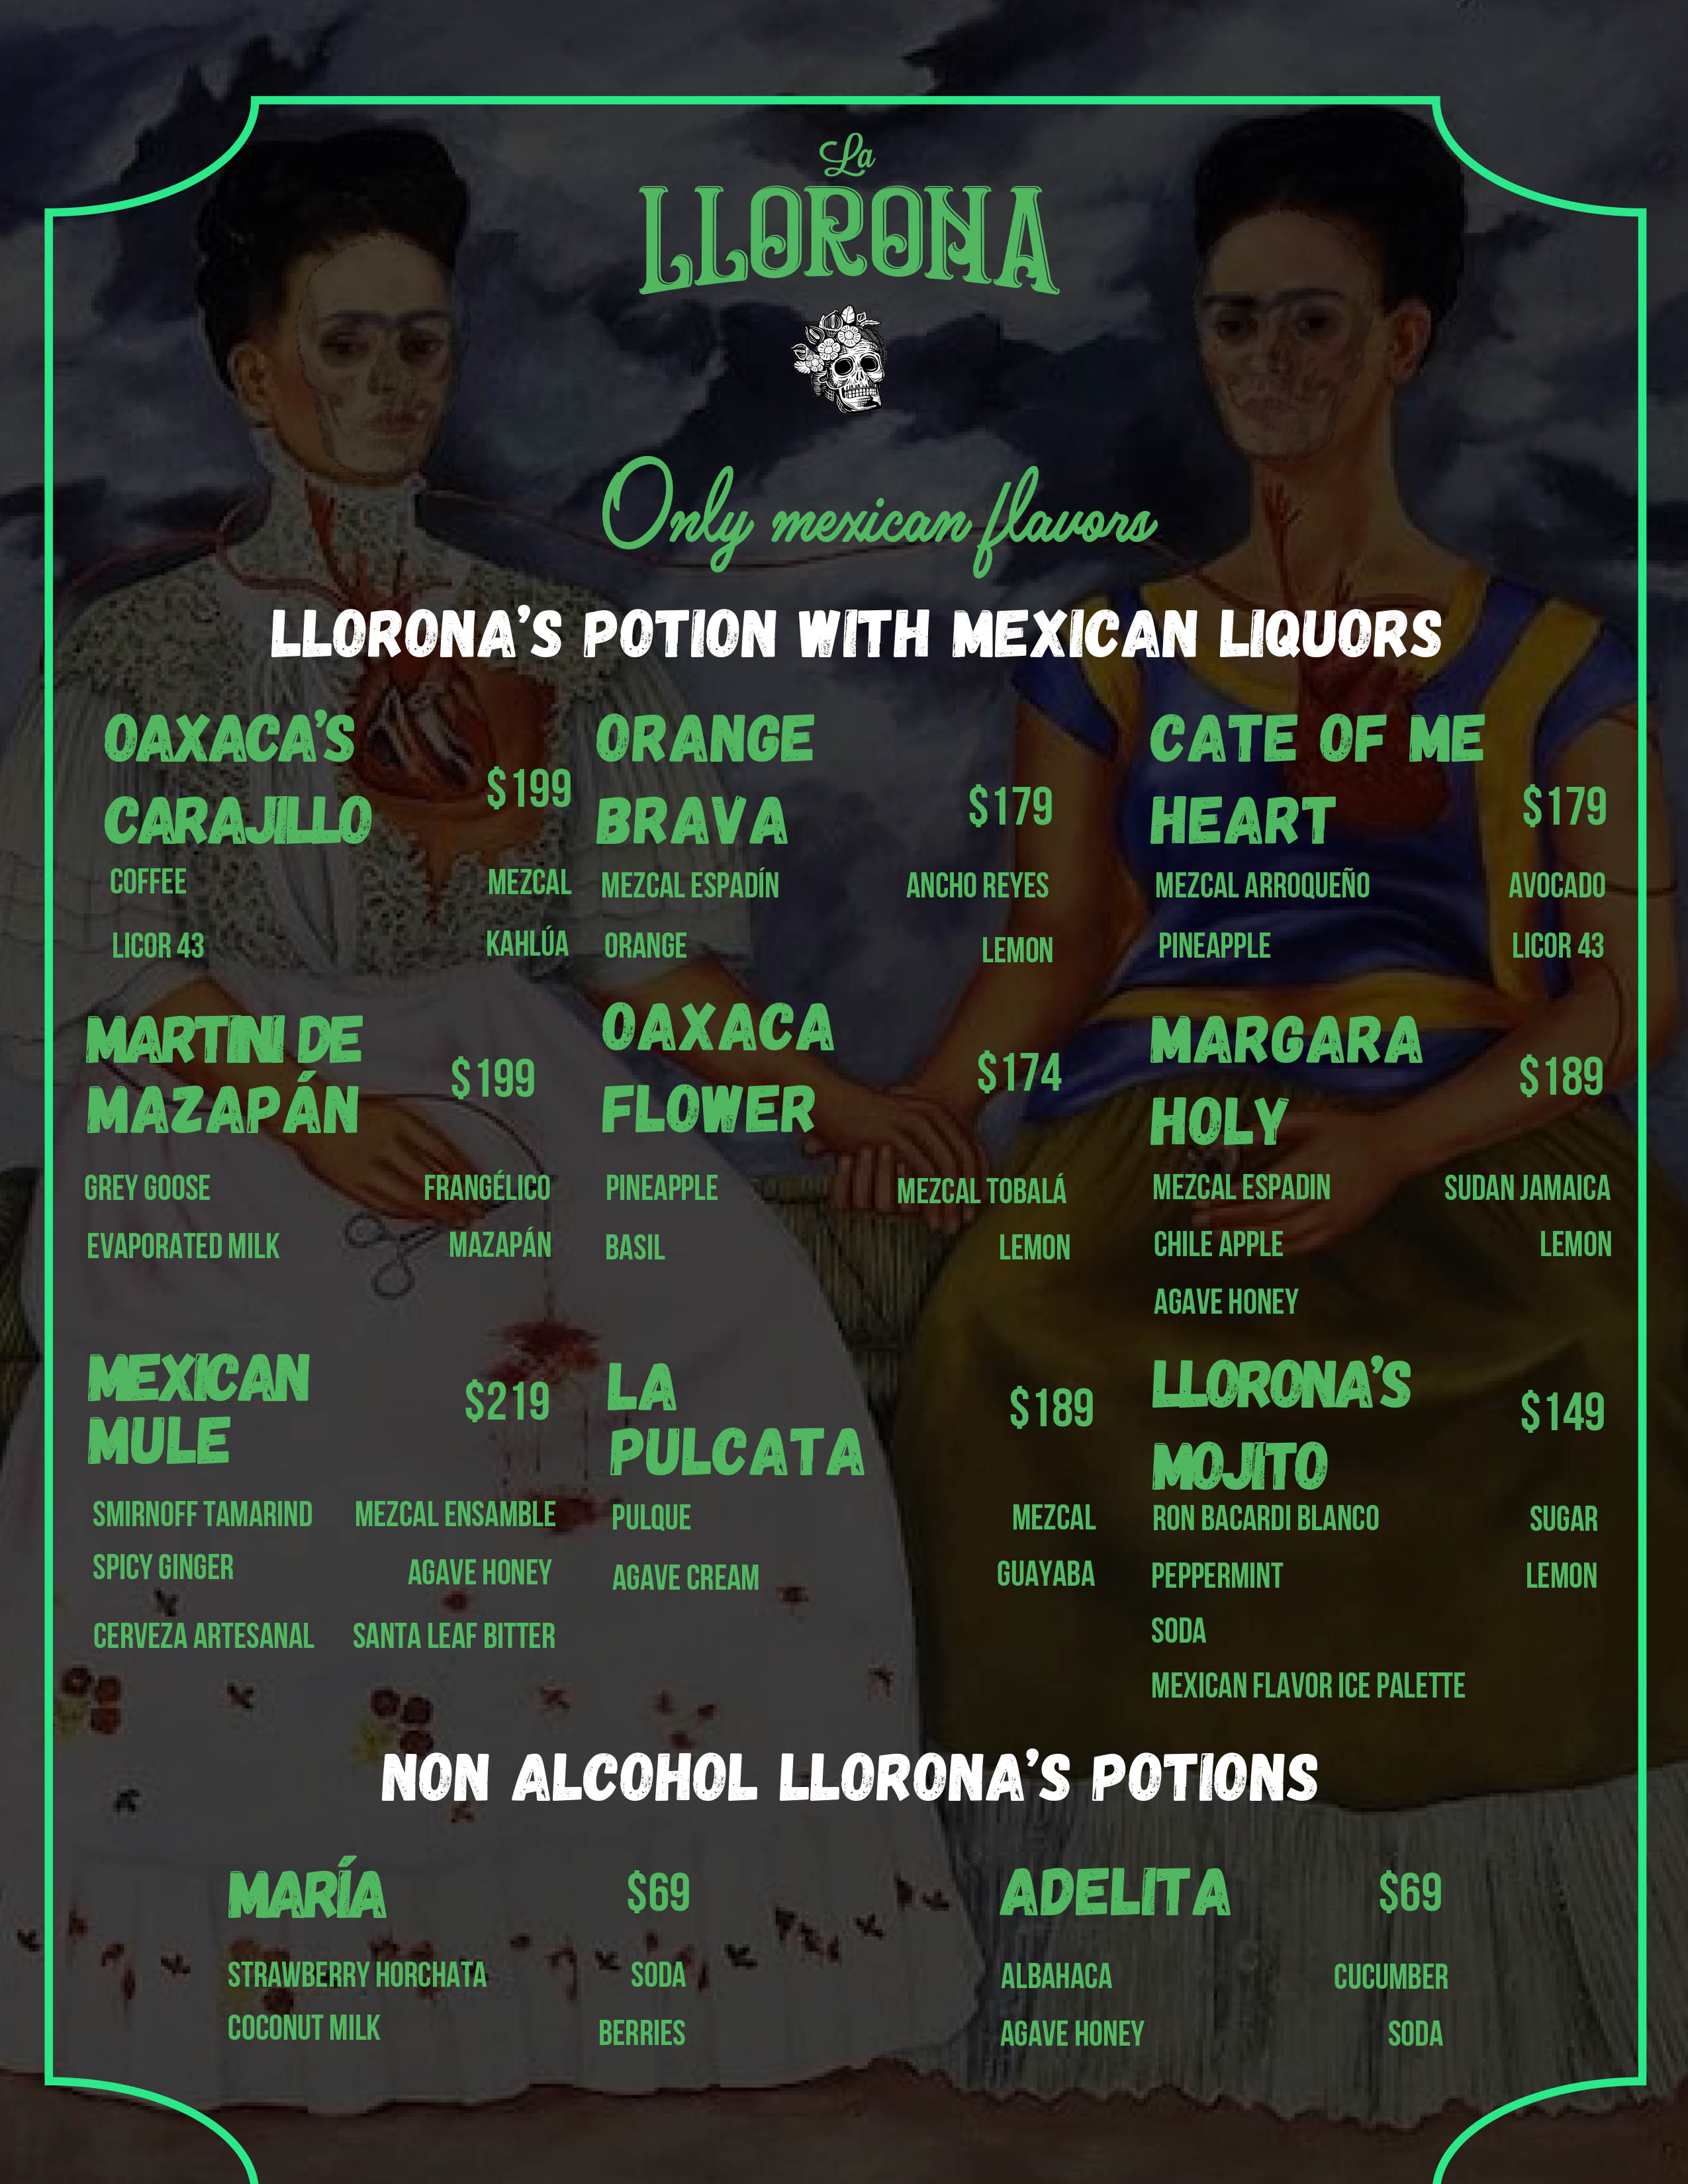 La
LLORONA
Only mexican flavors
LLORONA'S POTION WITH MEXICAN LIQUORS
OAXACA'S
CARAJILLO
$199
COFFEE MEZCAL
LICOR 43 KAHLÚA
ORANGE
BRAVA
$179
MEZCAL ESPADÍN ANCHO REYES
ORANGE LEMON
CATE OF ME
HEART
$179
MEZCAL ARROQUEÑO AVOCADO
PINEAPPLE LICOR 43
MARTINI DE
MAZAPÁN
$199
GREY GOOSE FRANGÉLICO
EVAPORATED MILK MAZAPÁN
OAXACA
FLOWER
$174
PINEAPPLE MEZCAL TOBALÁ
BASIL LEMON
MARGARA
HOLY
$189
MEZCAL ESPADIN SUDAN JAMAICA
CHILE APPLE LEMON
AGAVE HONEY
MEXICAN
MULE
$219
SMIRNOFF TAMARIND MEZCAL ENSAMBLE
SPICY GINGER AGAVE HONEY
CERVEZA ARTESANAL SANTA LEAF BITTER
LA
PULCATA
$189
PULQUE MEZCAL
AGAVE CREAM GUAYABA
LLORONA'S
MOJITO
$149
RON BACARDI BLANCO SUGAR
PEPPERMINT LEMON
SODA
MEXICAN FLAVOR ICE PALETTE
NON ALCOHOL LLORONA'S POTIONS
MARÍA $69
STRAWBERRY HORCHATA SODA
COCONUT MILK BERRIES
ADELITA $69
ALBAHACA CUCUMBER
AGAVE HONEY SODA